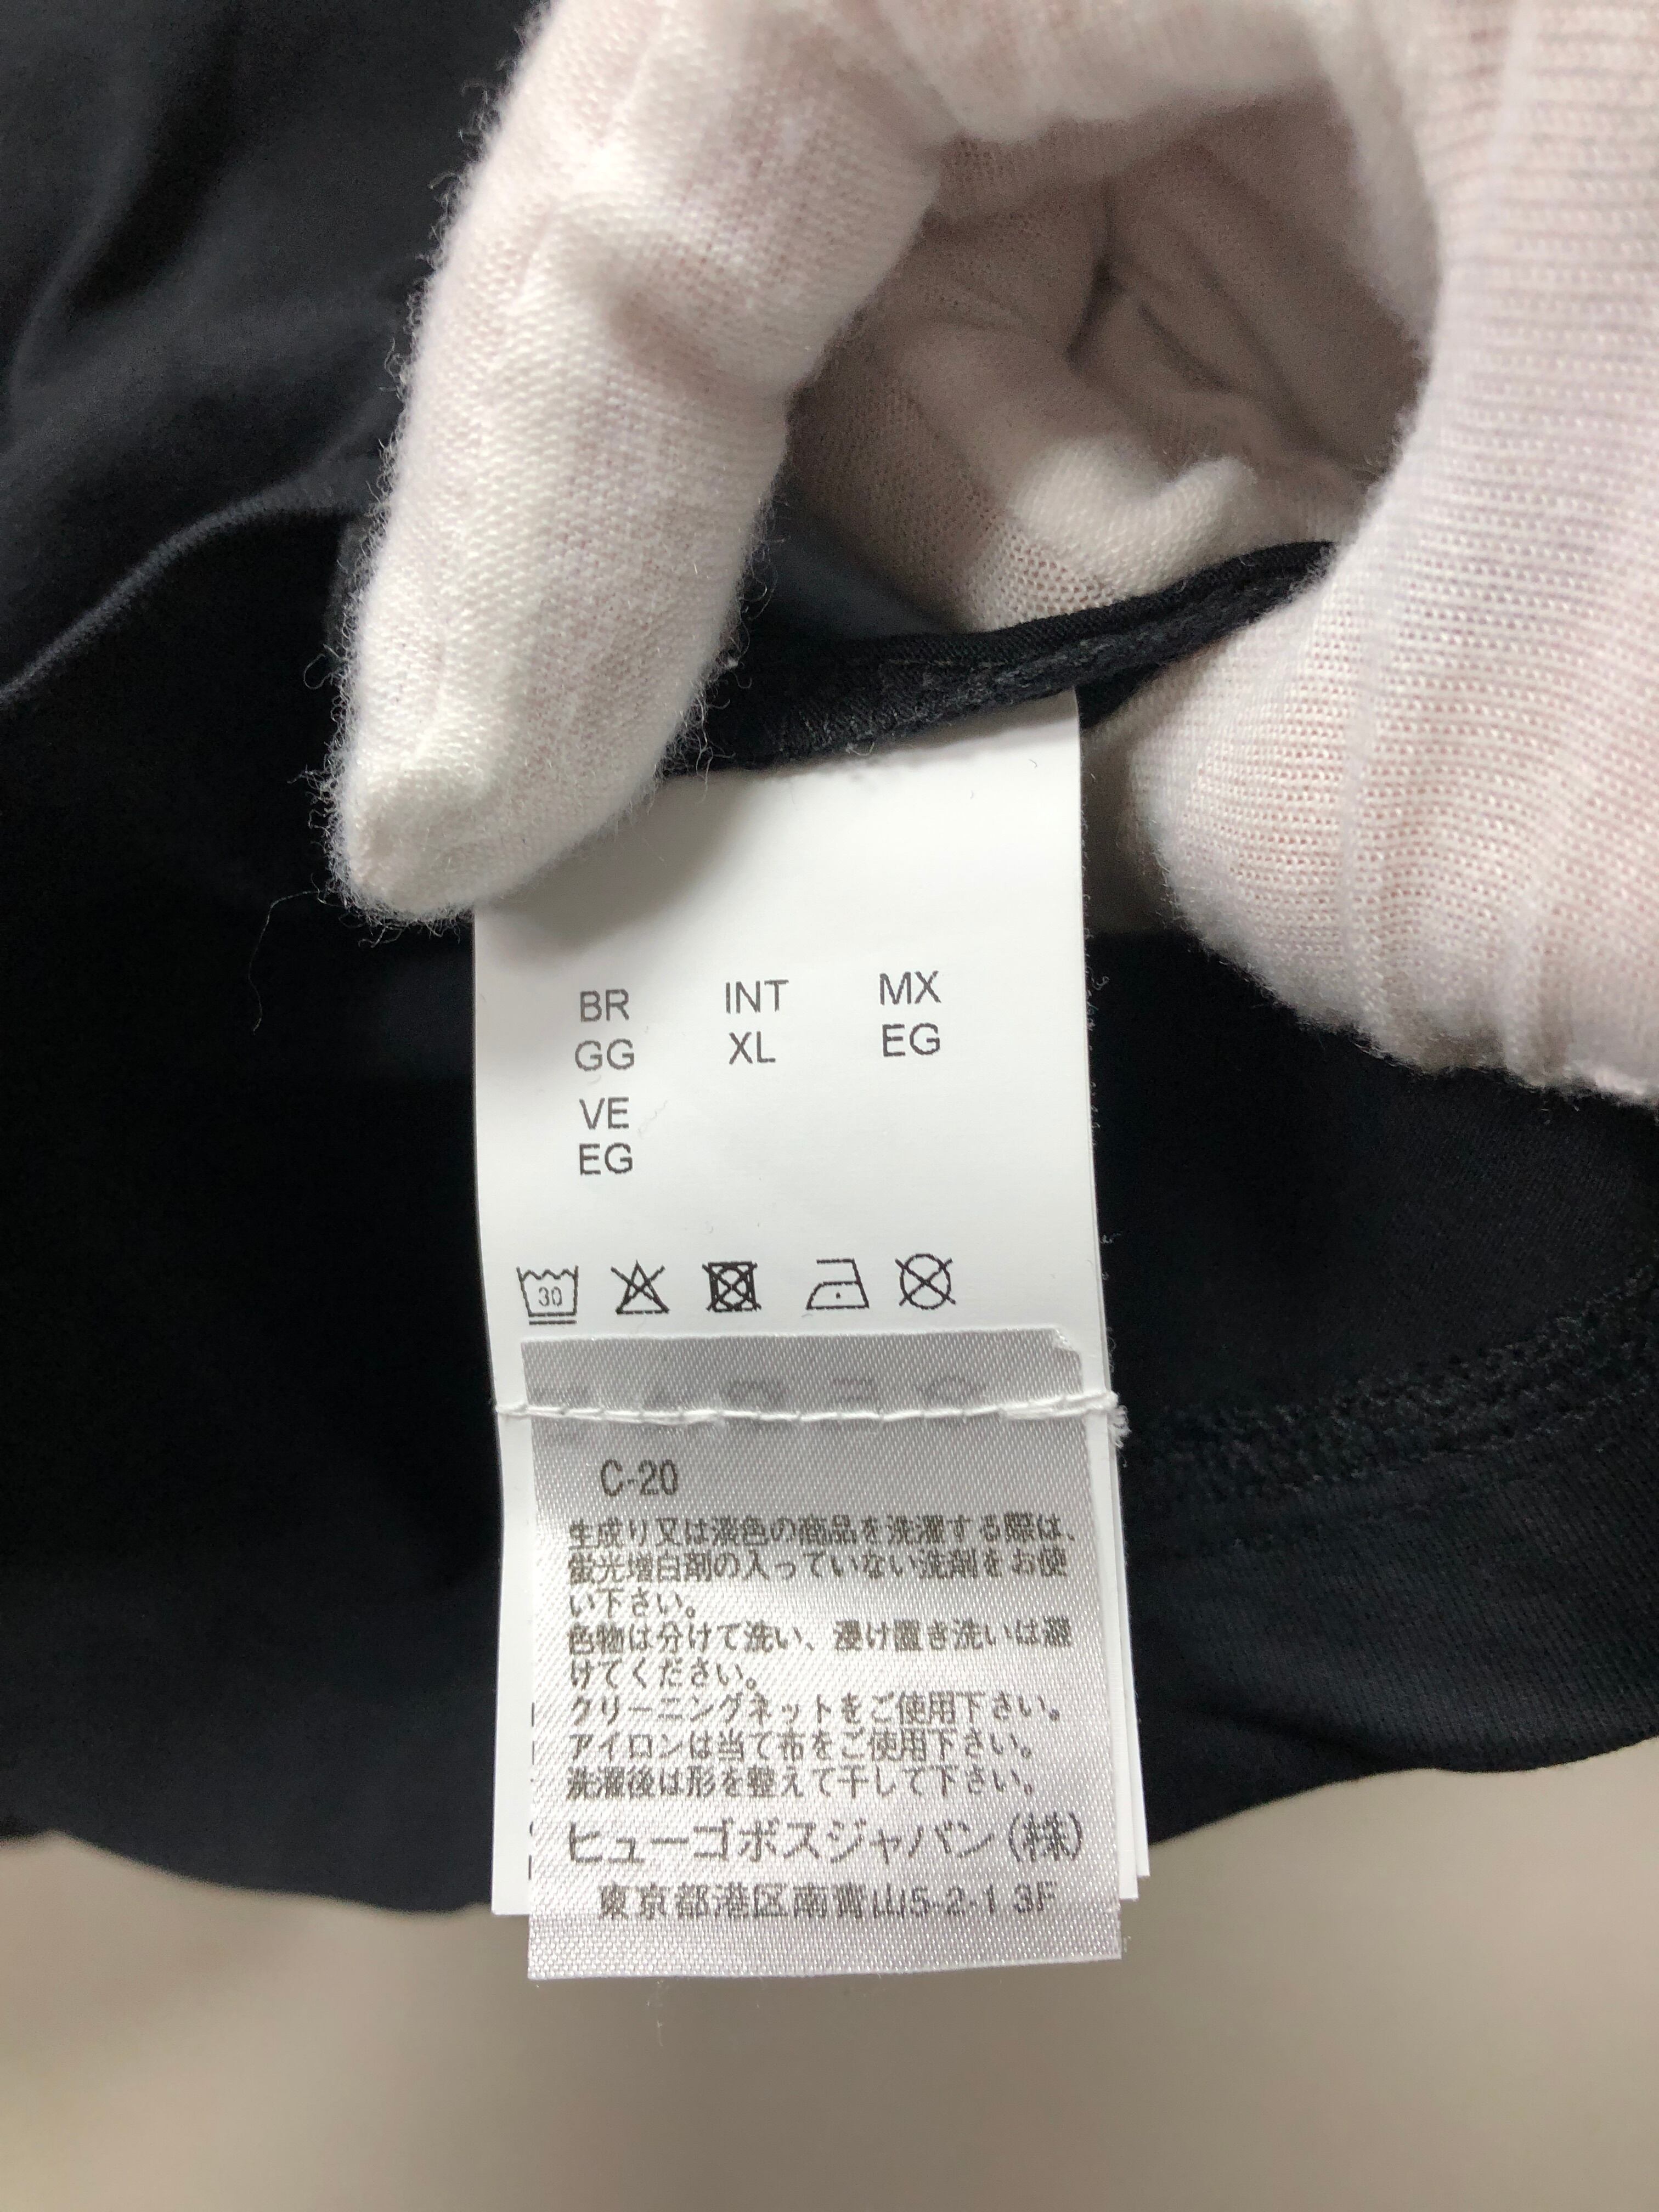 BR INT MX
GG XL EG
VE
EG
30
C-20
生成り又は淡色の商品を洗濯する際は、
蛍光増白剤の入っていない洗剤をお使
い下さい。
色物は分けて洗い、浸け置き洗いは避
けてください。
クリーニングネットをご使用下さい。
アイロンは当て布をご使用下さい。
洗濯後は形を整えて干して下さい。
ヒューゴボスジャパン(株)
東京都港区南青山5-2-1 3F